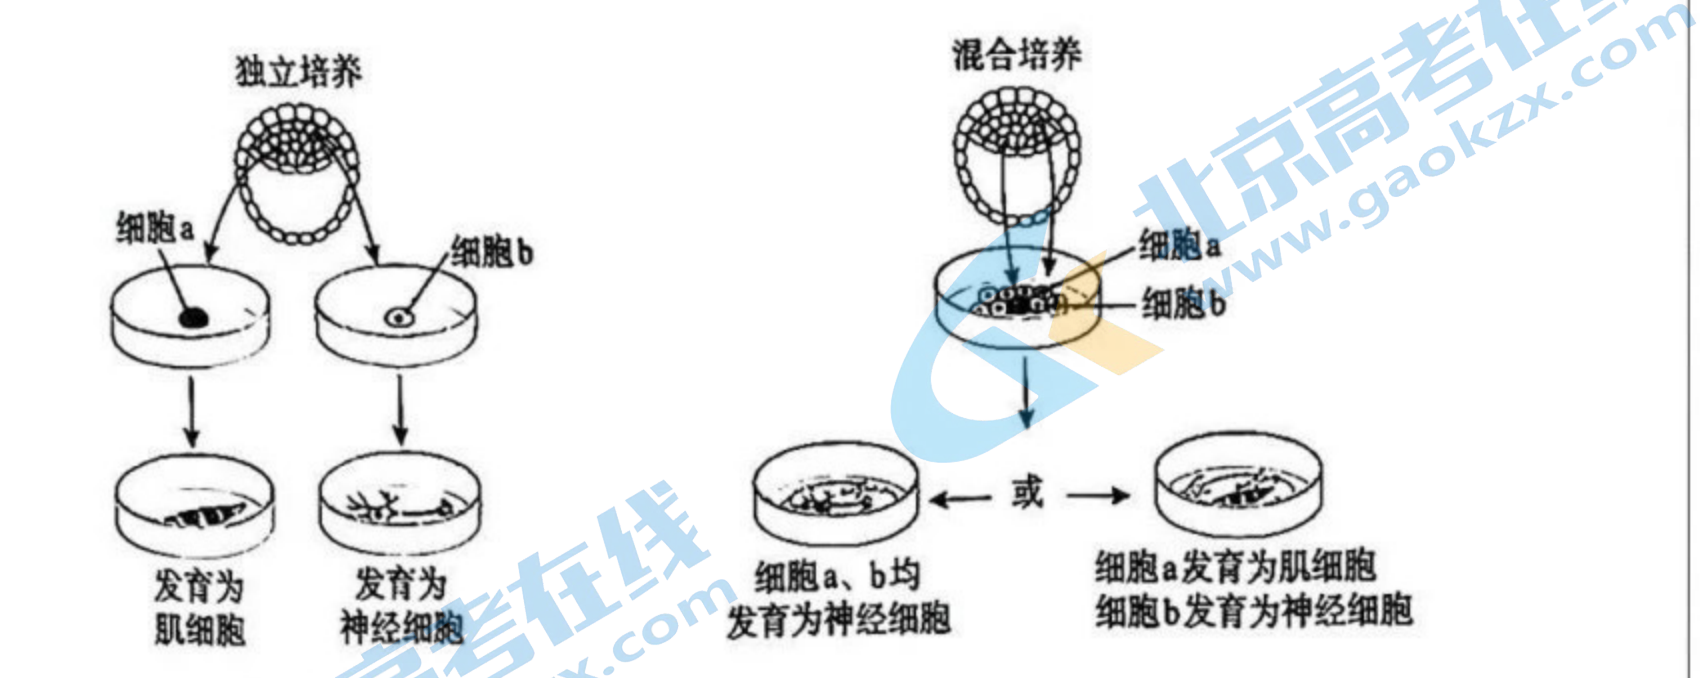 独立培养
细胞a
细胞b
发育为
肌细胞
发育为
神经细胞
混合培养
细胞a
细胞b
或
细胞a、b均
发育为神经细胞
细胞a发育为肌细胞
细胞b发育为神经细胞
北京高考在线
www.gaokzx.com
高考在线
x.com